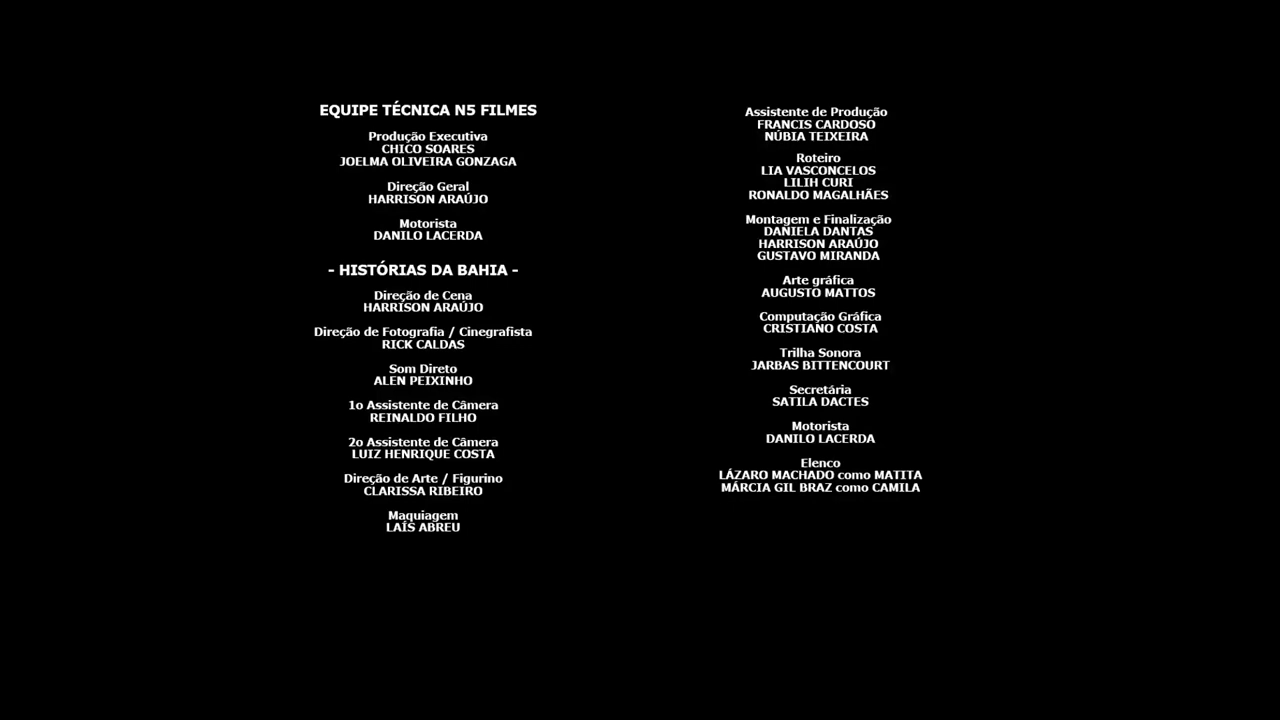 EQUIPE TÉCNICA N5 FILMES
Produção Executiva
CHICO SOARES
JOELMA OLIVEIRA GONZAGA
Direção Geral
HARRISON ARAÚJO
Motorista
DANILO LACERDA
- HISTÓRIAS DA BAHIA -
Direção de Cena
HARRISON ARAÚJO
Direção de Fotografia / Cinegrafista
RICK CALDAS
Som Direto
ALEN PEIXINHO
1o Assistente de Câmera
REINALDO FILHO
2o Assistente de Câmera
LUIZ HENRIQUE COSTA
Direção de Arte / Figurino
CLARISSA RIBEIRO
Maquiagem
LAÍS ABREU
Assistente de Produção
FRANCIS CARDOSO
NÚBIA TEIXEIRA
Roteiro
LIA VASCONCELOS
LILIH CURI
RONALDO MAGALHÃES
Montagem e Finalização
DANIELA DANTAS
HARRISON ARAÚJO
GUSTAVO MIRANDA
Arte gráfica
AUGUSTO MATTOS
Computação Gráfica
CRISTIANO COSTA
Trilha Sonora
JARBAS BITTENCOURT
Secretária
SATILA DACTES
Motorista
DANILO LACERDA
Elenco
LÁZARO MACHADO como MATITA
MÁRCIA GIL BRAZ como CAMILA